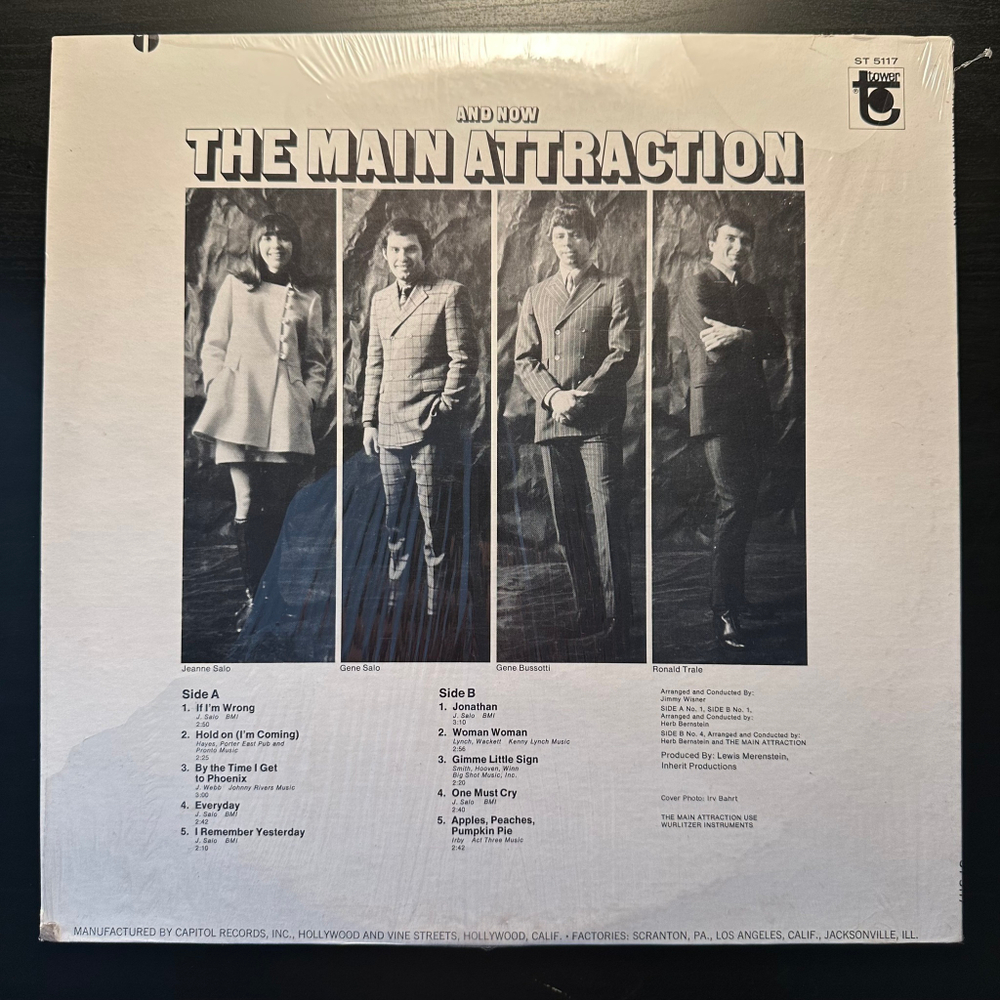 ST 5117
tower
®
AND NOW
THE MAIN ATTRACTION
Jeanne Salo
Gene Salo
Gene Bussotti
Ronald Trale
Side A
1. If I'm Wrong
J. Salo BMI
2:50
2. Hold on (I'm Coming)
Hayes, Porter East Pub and
Pronto Music
2:25
3. By the Time I Get
to Phoenix
J. Webb Johnny Rivers Music
3:00
4. Everyday
J. Salo BMI
2:42
5. I Remember Yesterday
J. Salo BMI
2:10
Side B
1. Jonathan
J. Salo BMI
3:10
2. Woman Woman
Lynch, Wackett Kenny Lynch Music
2:56
3. Gimme Little Sign
Smith, Hooven, Winn
Big Shot Music, Inc.
2:20
4. One Must Cry
J. Salo BMI
2:40
5. Apples, Peaches,
Pumpkin Pie
Irby Act Three Music
2:42
Arranged and Conducted By:
Jimmy Wisner
SIDE A No. 1, SIDE B No. 1,
Arranged and Conducted by:
Herb Bernstein
SIDE B No. 4, Arranged and Conducted by:
Herb Bernstein and THE MAIN ATTRACTION
Produced By: Lewis Merenstein,
Inherit Productions
Cover Photo: Irv Bahrt
THE MAIN ATTRACTION USE
WURLITZER INSTRUMENTS
MANUFACTURED BY CAPITOL RECORDS, INC., HOLLYWOOD AND VINE STREETS, HOLLYWOOD, CALIF. • FACTORIES: SCRANTON, PA., LOS ANGELES, CALIF., JACKSONVILLE, ILL.